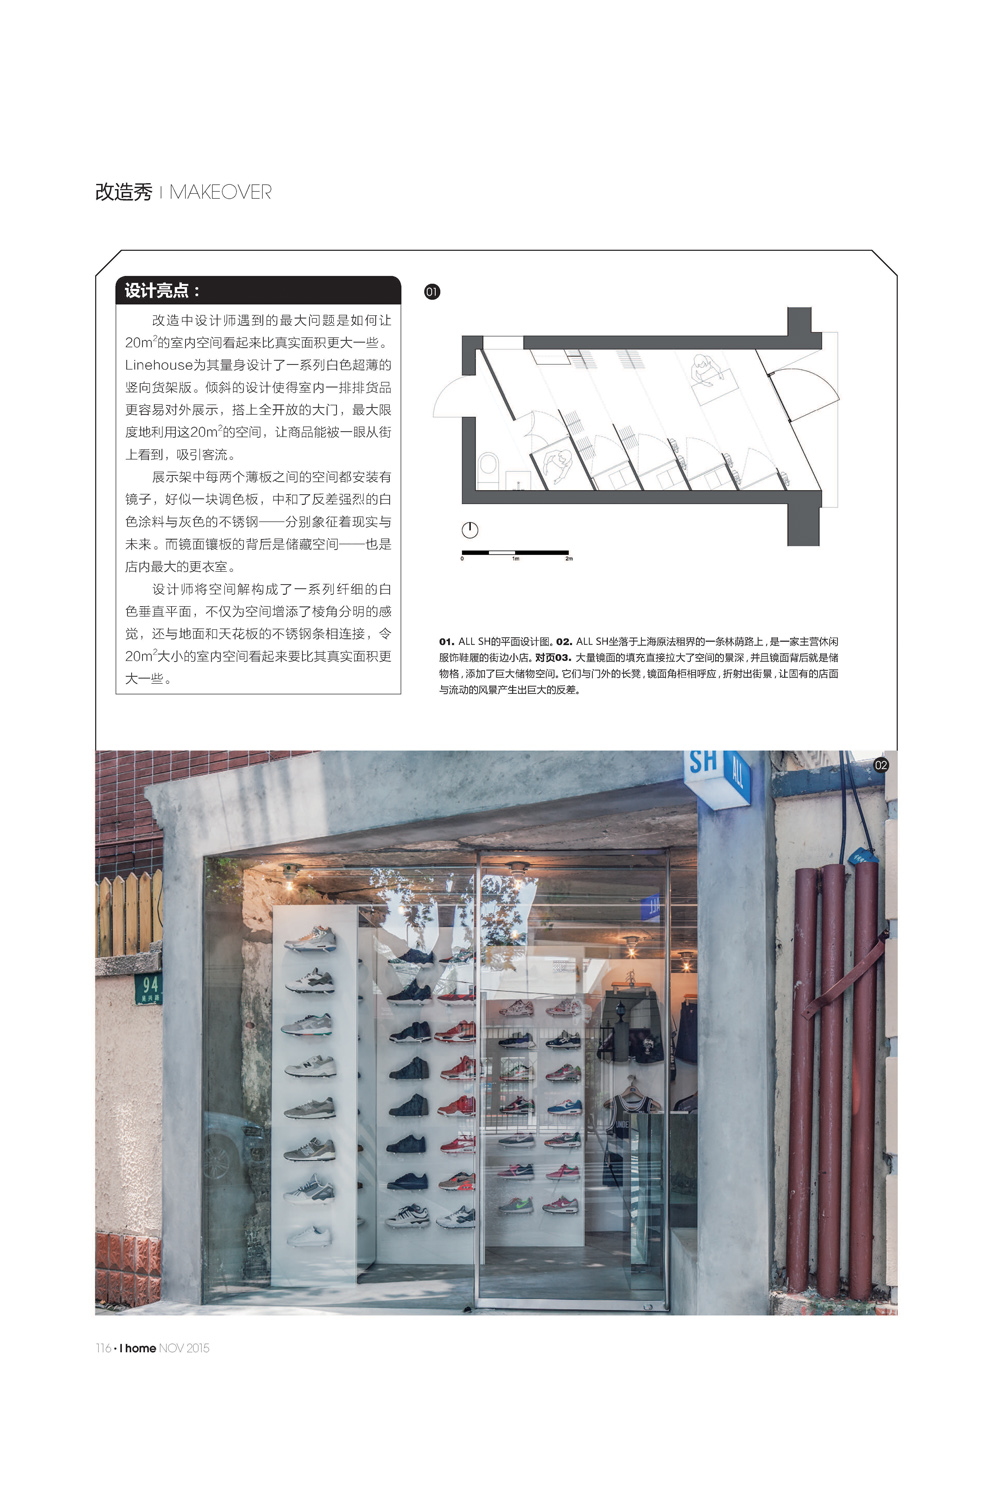 改造秀 | MAKEOVER
设计亮点：
改造中设计师遇到的最大问题是如何让
20m²的室内空间看起来比真实面积更大一些。
Linehouse为其量身设计了一系列白色超薄的
竖向货架版。倾斜的设计使得室内一排排货品
更容易对外展示，搭上全开放的大门，最大限
度地利用这20m²的空间，让商品能被一眼从街
上看到，吸引客流。
展示架中每两个薄板之间的空间都安装有
镜子，好似一块调色板，中和了反差强烈的白
色涂料与灰色的不锈钢——分别象征着现实与
未来。而镜面镶板的背后是储藏空间——也是
店内最大的更衣室。
设计师将空间解构成了一系列纤细的白
色垂直平面，不仅为空间增添了棱角分明的感
觉，还与地面和天花板的不锈钢条相连接，令
20m²大小的室内空间看起来要比其真实面积更
大一些。
01
0 1m 2m
01. ALL SH的平面设计图。02. ALL SH坐落于上海原法租界的一条林荫路上，是一家主营休闲
服饰鞋履的街边小店。对页03. 大量镜面的填充直接拉大了空间的景深，并且镜面背后就是储
物格，添加了巨大储物空间。它们与门外的长凳，镜面角柜相呼应，折射出街景，让固有的店面
与流动的风景产生出巨大的反差。
02
SH
ALL
94
116 · I home NOV 2015